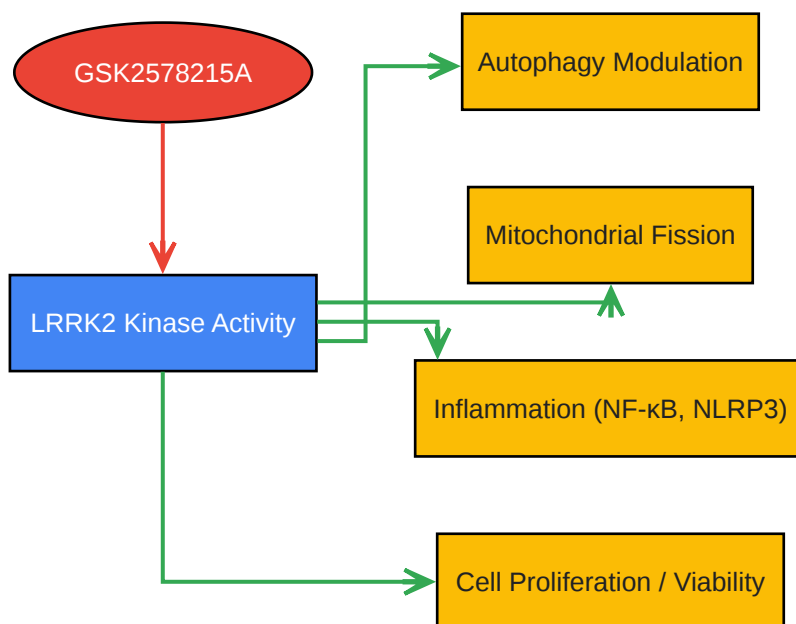 GSK2578215A
Autophagy Modulation
Mitochondrial Fission
LRRK2 Kinase Activity
Inflammation (NF-κB, NLRP3)
Cell Proliferation / Viability